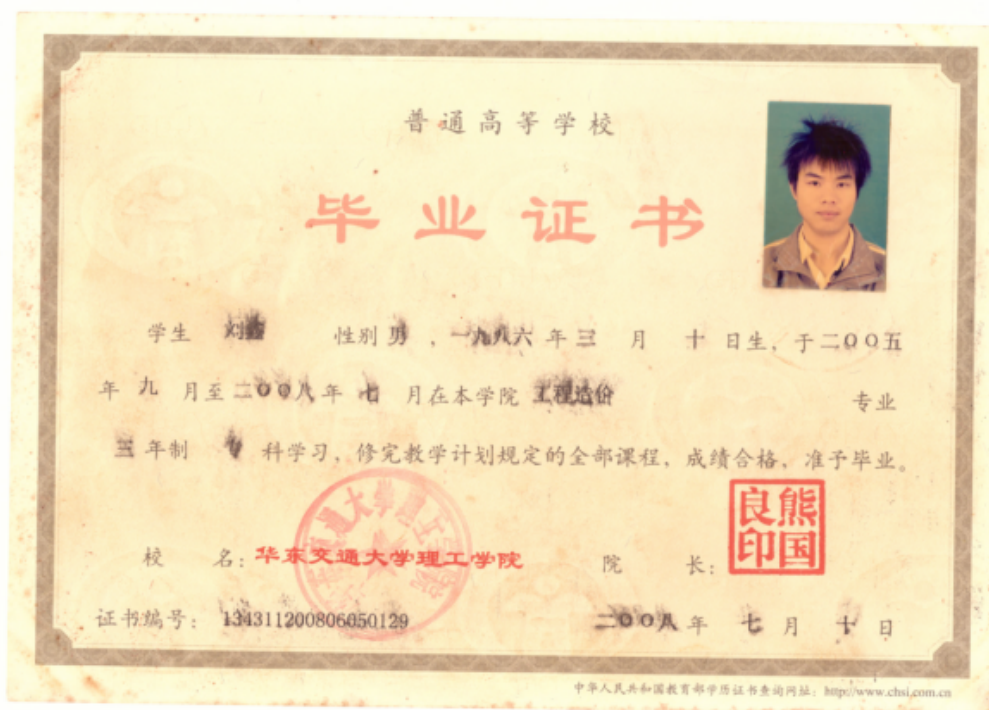 普通高等学校
毕业证书
学生 刘 性别 男 ，一九八六 年 三 月 十 日生，于二〇〇五
年 九 月至 二〇〇八 年 七 月在本学院 工程造价 专业
三 年制 专 科学习，修完教学计划规定的全部课程，成绩合格，准予毕业。
校 名：华东交通大学理工学院 院 长：
熊国良印
证书编号：134311200806050129 二〇〇八 年 七 月 十 日
中华人民共和国教育部学历证书查询网址：http://www.chsi.com.cn